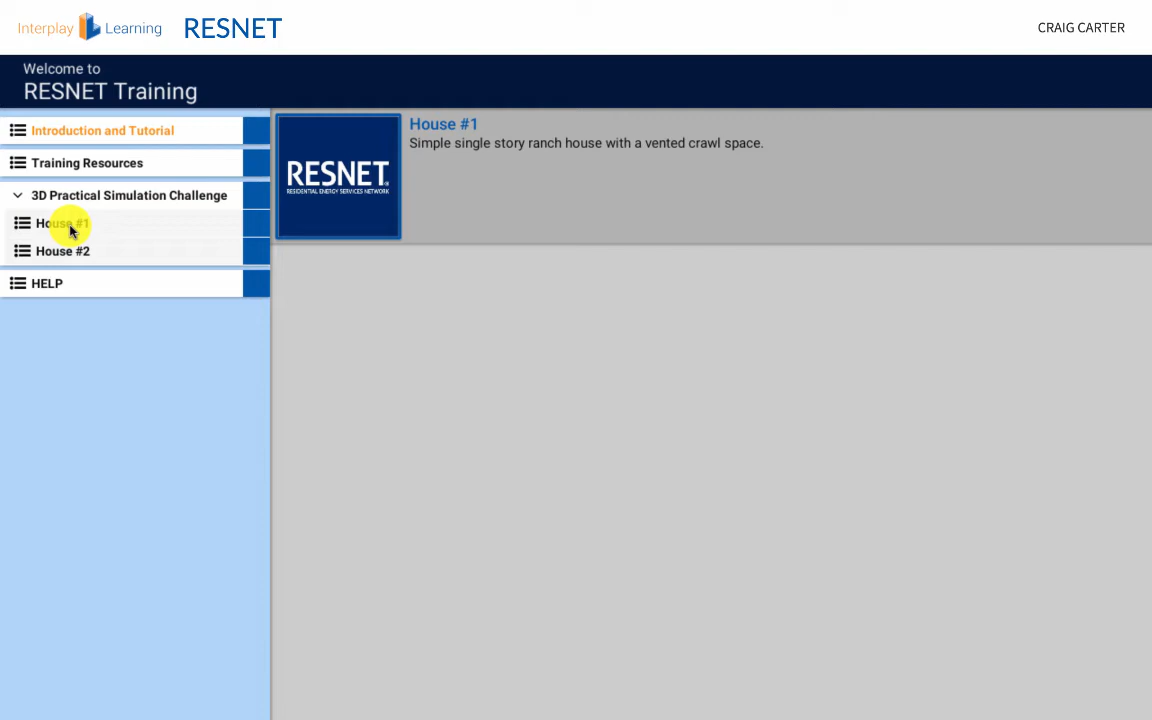 Interplay Learning RESNET
CRAIG CARTER
Welcome to
RESNET Training
Introduction and Tutorial
Training Resources
3D Practical Simulation Challenge
House #1
House #2
HELP
RESNET
RESIDENTIAL ENERGY SERVICES NETWORK
House #1
Simple single story ranch house with a vented crawl space.